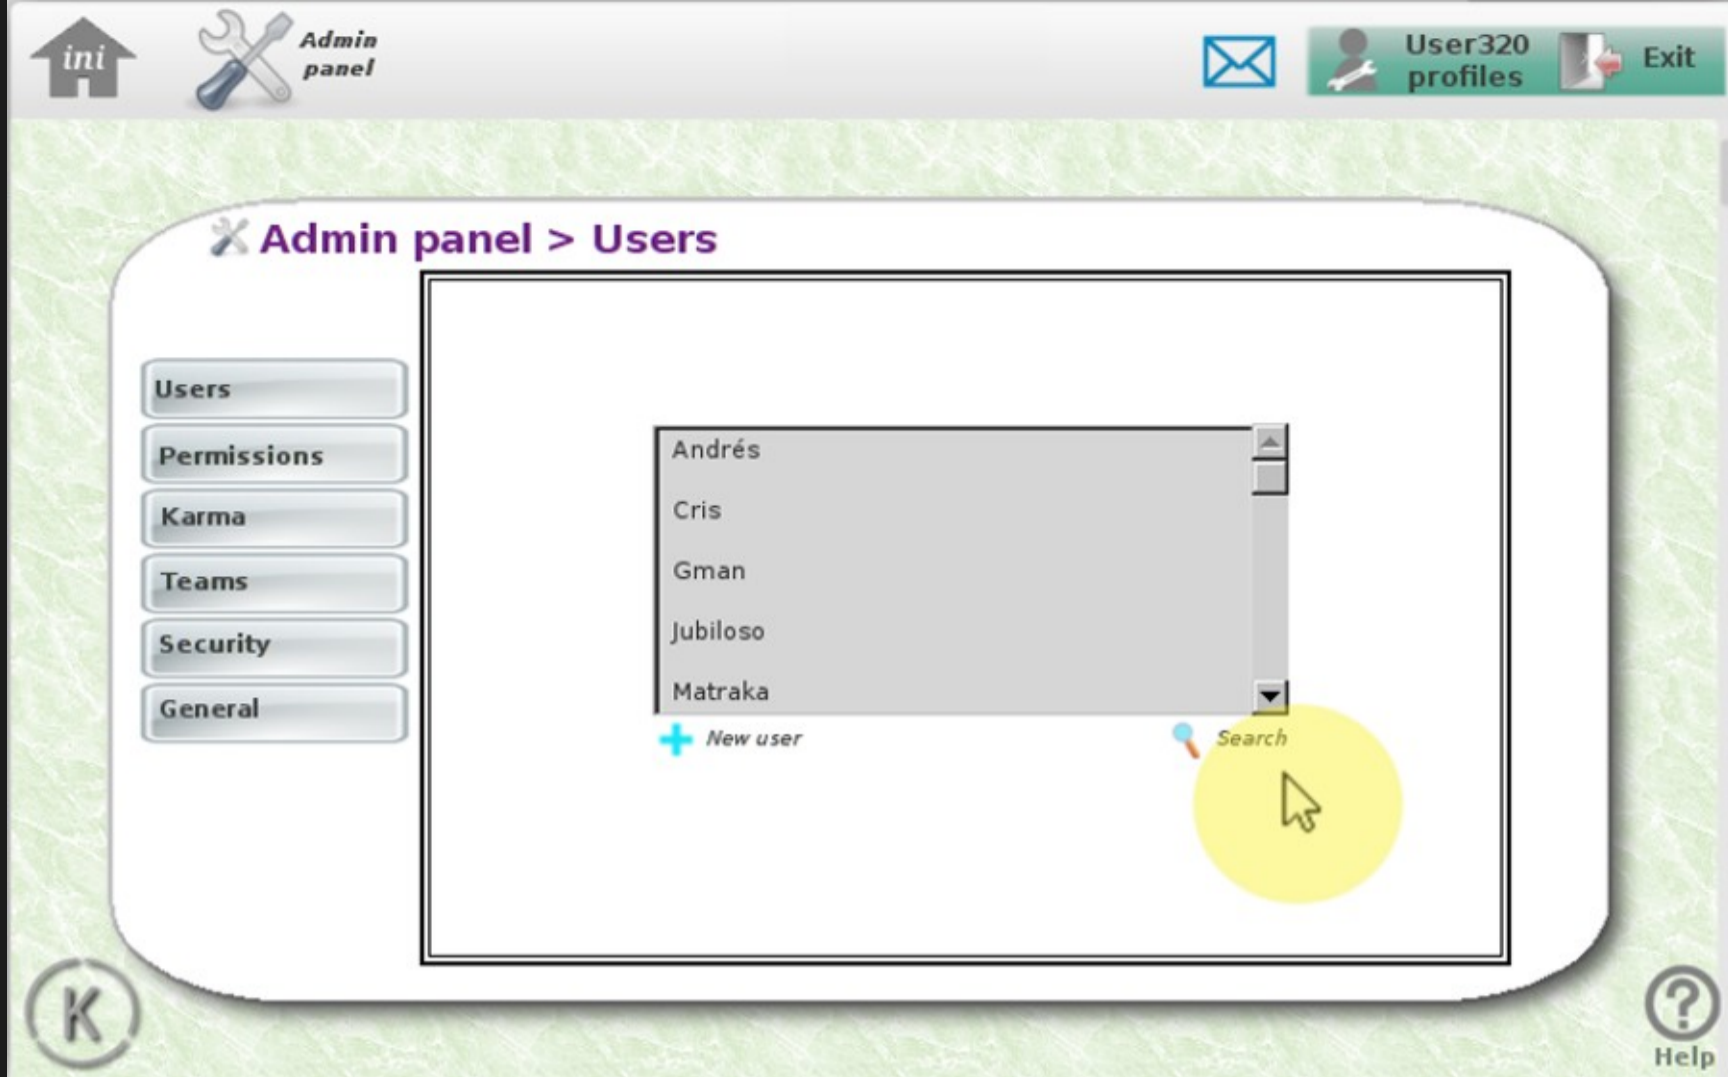 ini
Admin
panel
User320
profiles
Exit
Admin panel > Users
Users
Permissions
Karma
Teams
Security
General
Andrés
Cris
Gman
Jubiloso
Matraka
New user
Search
K
?
Help